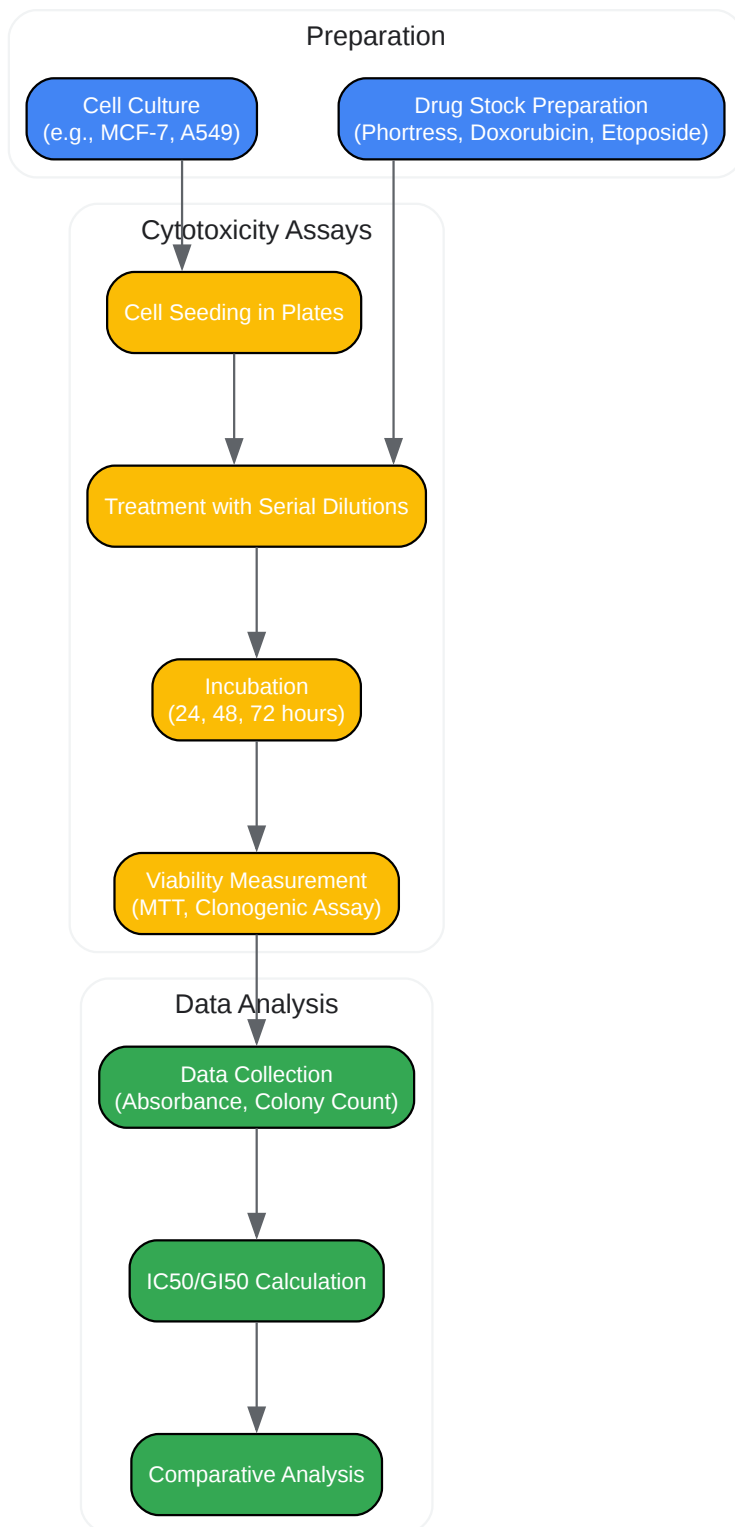 Preparation
Cell Culture
(e.g., MCF-7, A549)
Drug Stock Preparation
(Phortress, Doxorubicin, Etoposide)
Cytotoxicity Assays
Cell Seeding in Plates
Treatment with Serial Dilutions
Incubation
(24, 48, 72 hours)
Viability Measurement
(MTT, Clonogenic Assay)
Data Analysis
Data Collection
(Absorbance, Colony Count)
IC50/GI50 Calculation
Comparative Analysis